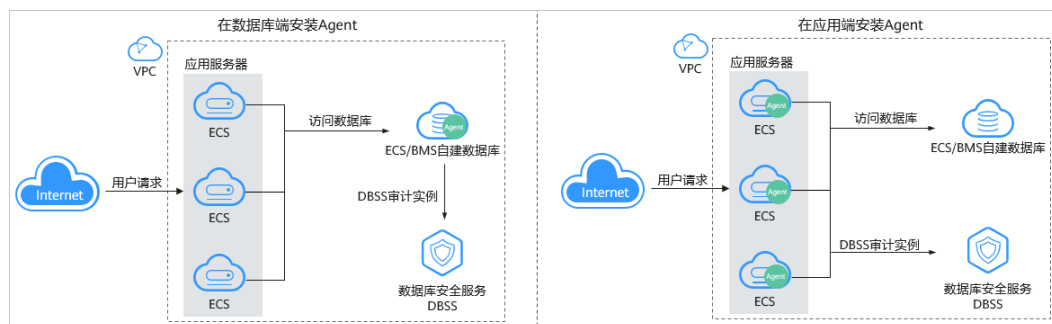 在数据库端安装Agent
VPC
应用服务器
ECS
访问数据库
Agent
ECS/BMS自建数据库
Internet
用户请求
ECS
DBSS审计实例
ECS
数据库安全服务
DBSS
在应用端安装Agent
VPC
应用服务器
Agent
ECS
访问数据库
ECS/BMS自建数据库
Internet
用户请求
Agent
ECS
DBSS审计实例
Agent
ECS
数据库安全服务
DBSS